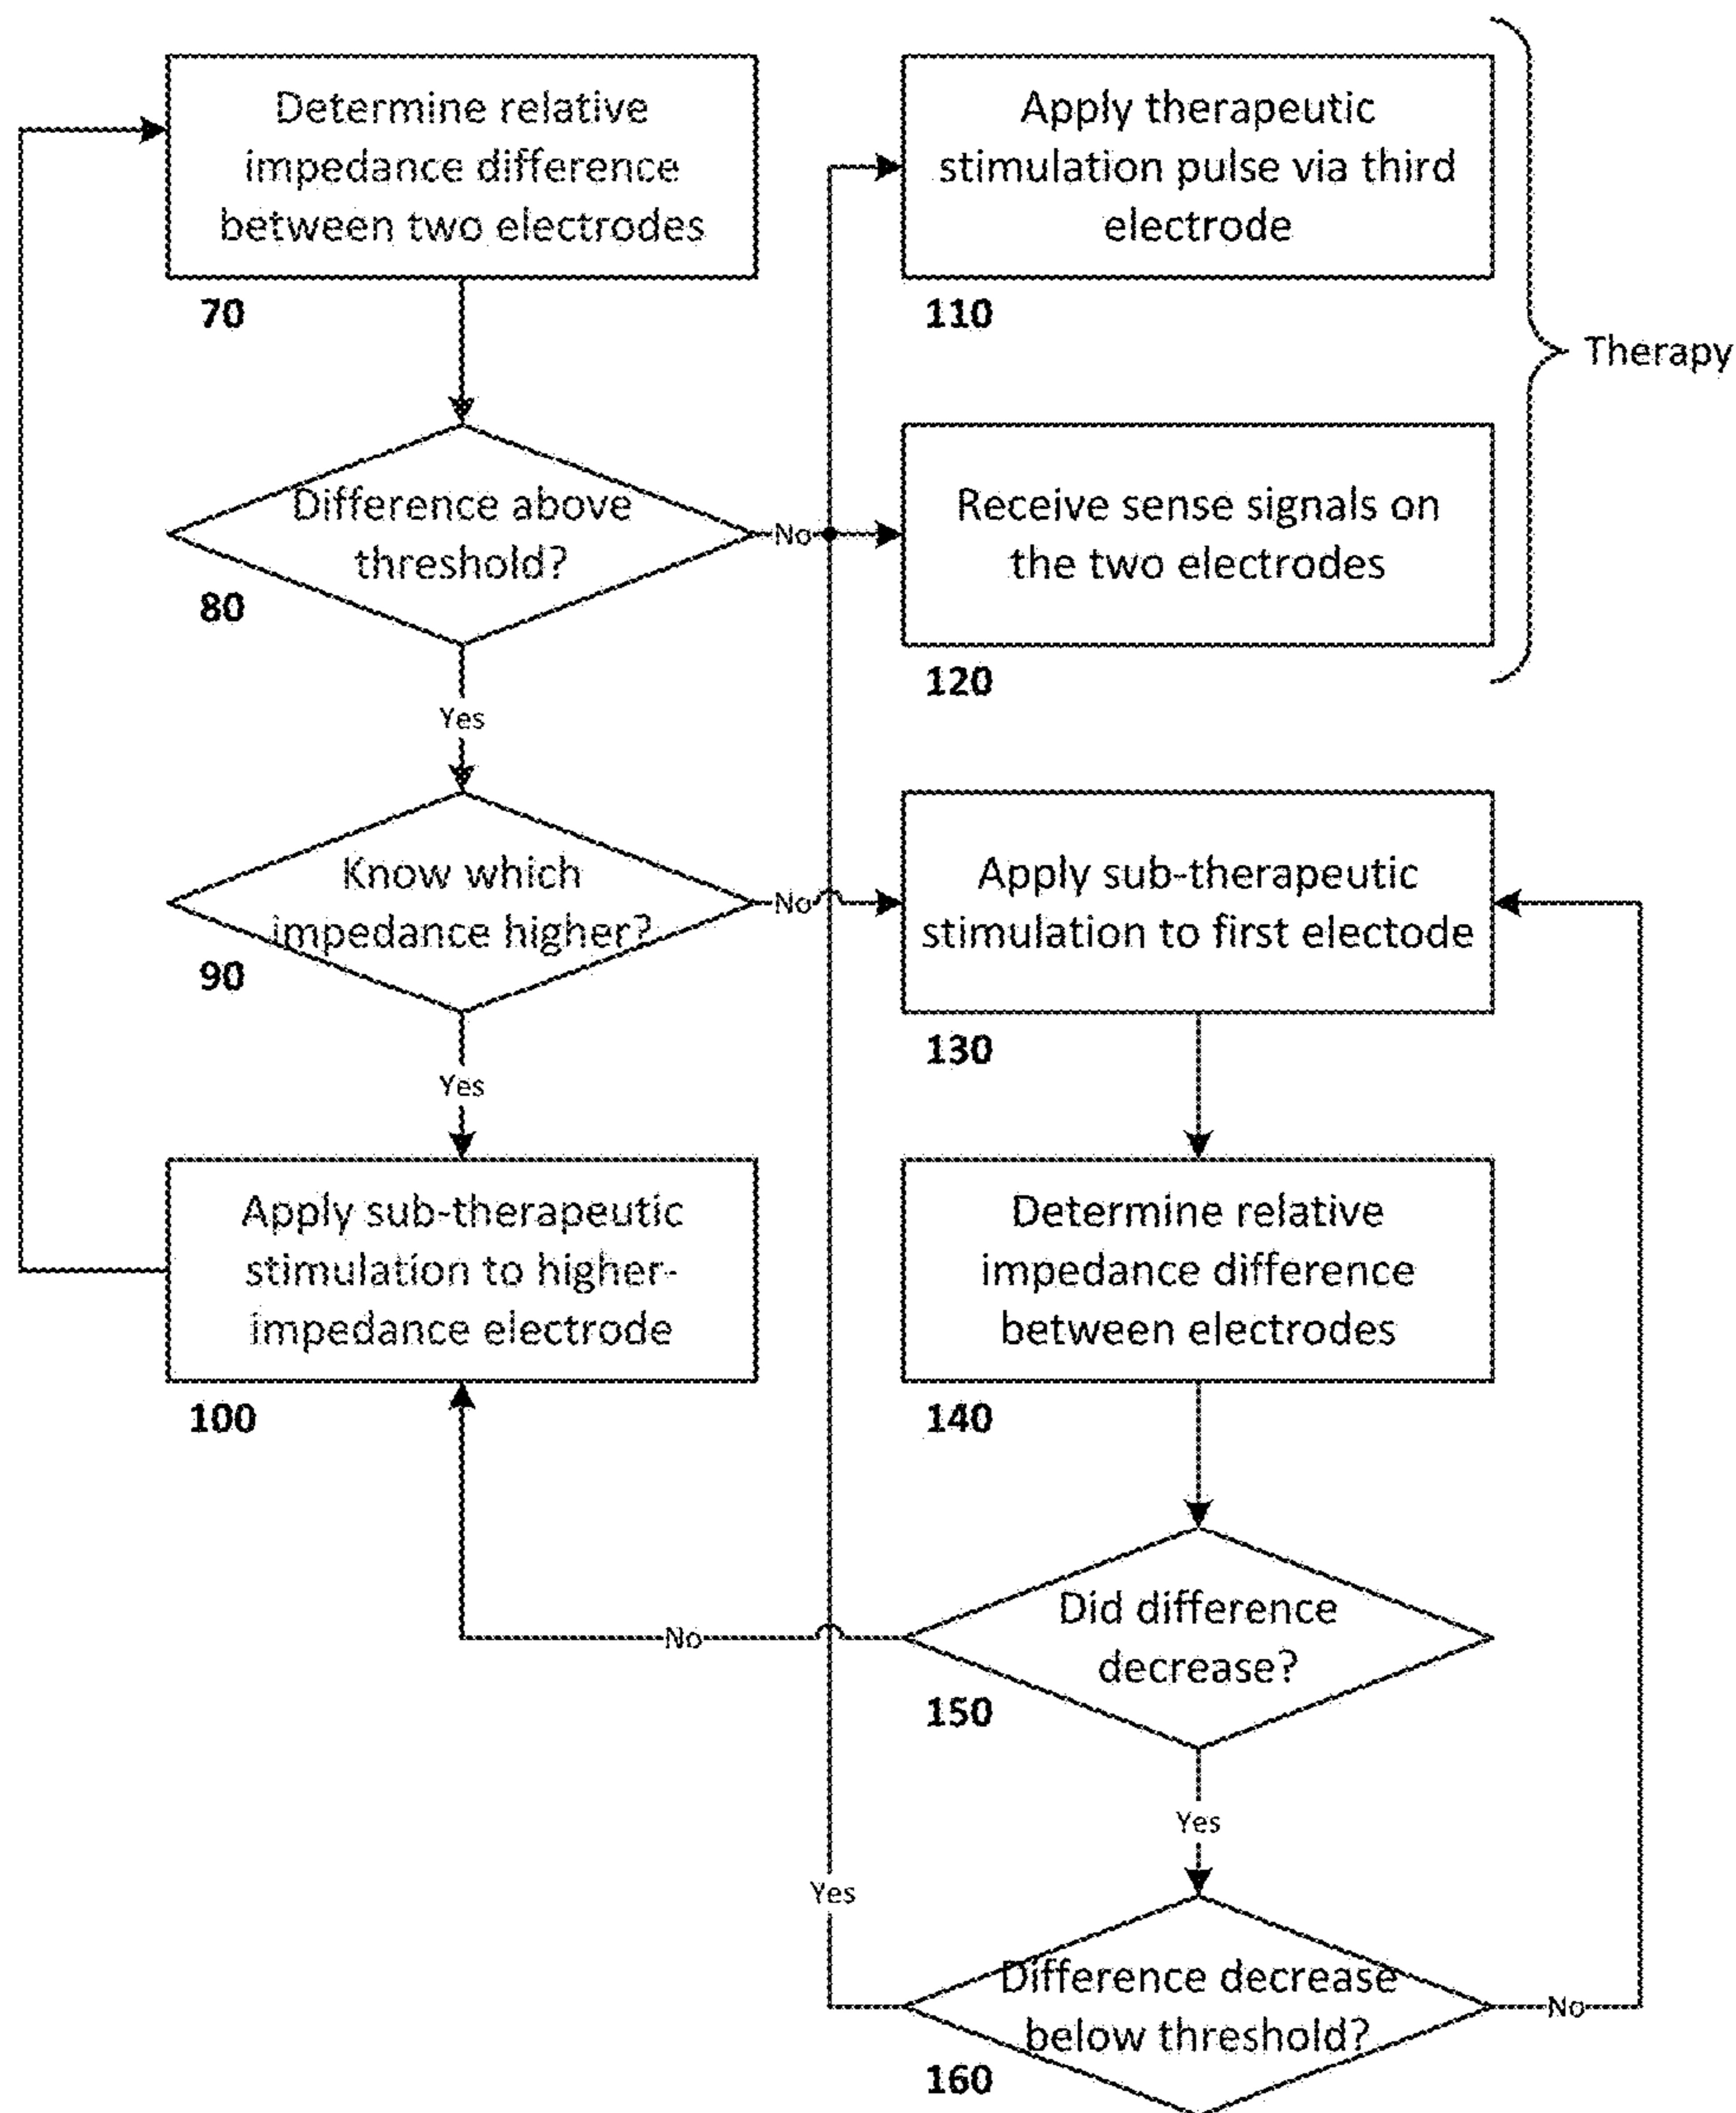 Determine relative
impedance difference
between two electrodes
70
Apply therapeutic
stimulation pulse via third
electrode
110
Therapy
Difference above
threshold?
80
No
Receive sense signals on
the two electrodes
120
Yes
Know which
impedance higher?
90
No
Apply sub-therapeutic
stimulation to first electode
130
Yes
Apply sub-therapeutic
stimulation to higher-
impedance electrode
100
Determine relative
impedance difference
between electrodes
140
Did difference
decrease?
150
No
Yes
Yes
Difference decrease
below threshold?
160
No